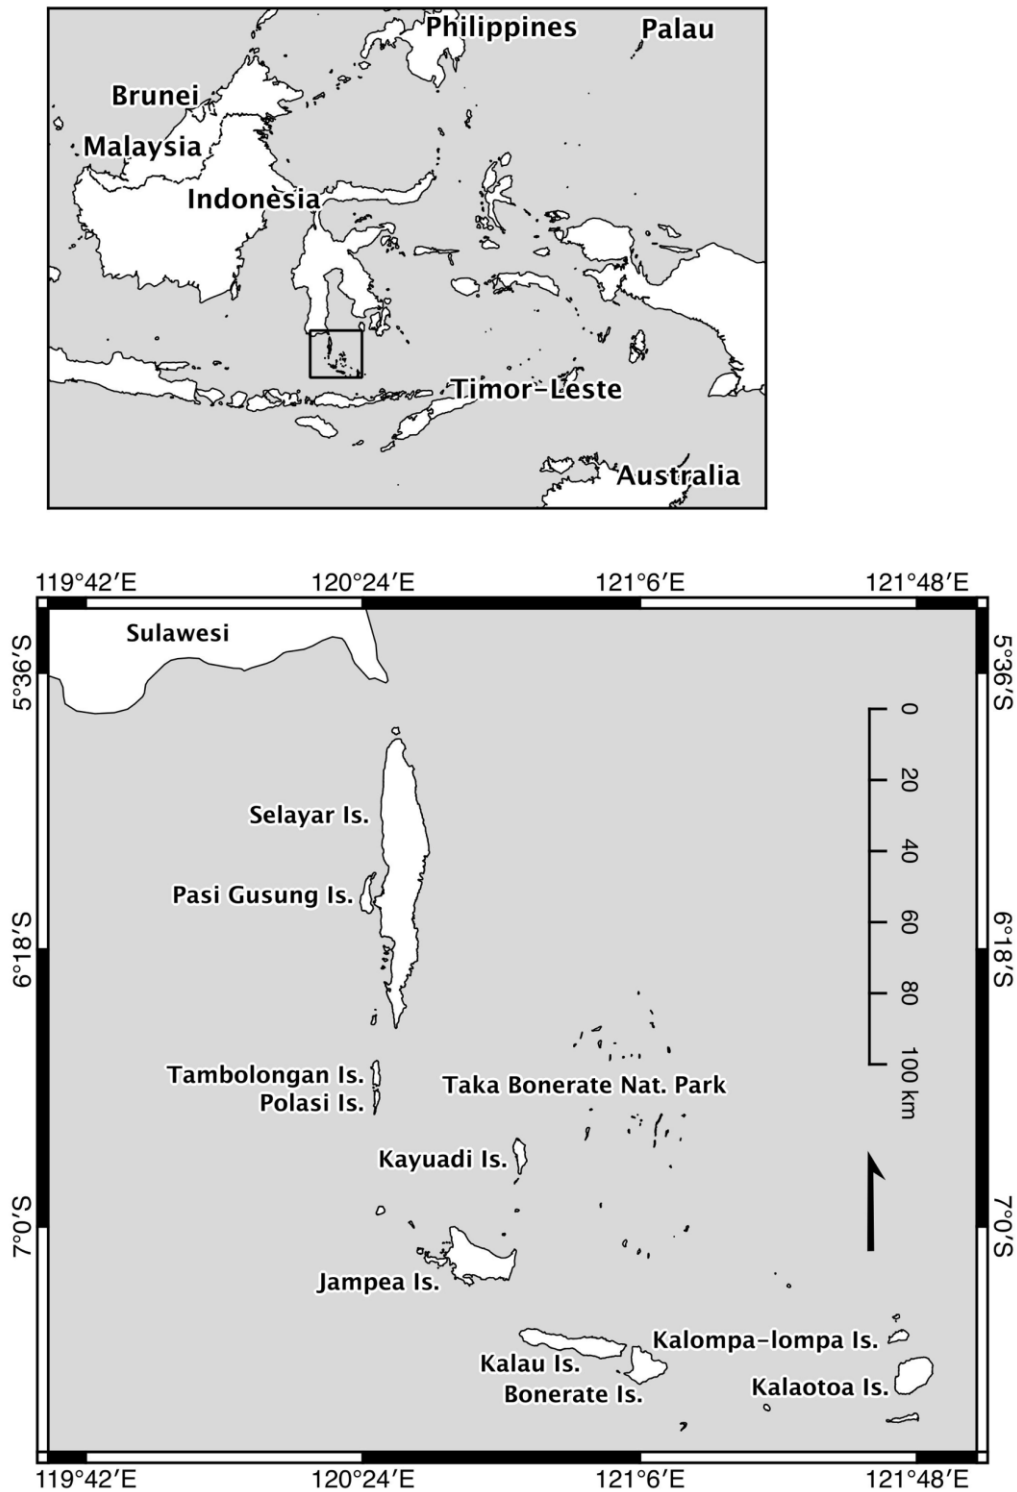 Philippines
Palau
Brunei
Malaysia
Indonesia
Timor-Leste
Australia
119°42′E 120°24′E 121°6′E 121°48′E
Sulawesi
5°36′S
5°36′S
0
Selayar Is.
20
40
Pasi Gusung Is.
60
6°18′S
6°18′S
80
Tambolongan Is.
100 km
Taka Bonerate Nat. Park
Polasi Is.
Kayuadi Is.
7°0′S
7°0′S
Jampea Is.
Kalompa-lompa Is.
Kalau Is.
Kalaotoa Is.
Bonerate Is.
119°42′E 120°24′E 121°6′E 121°48′E